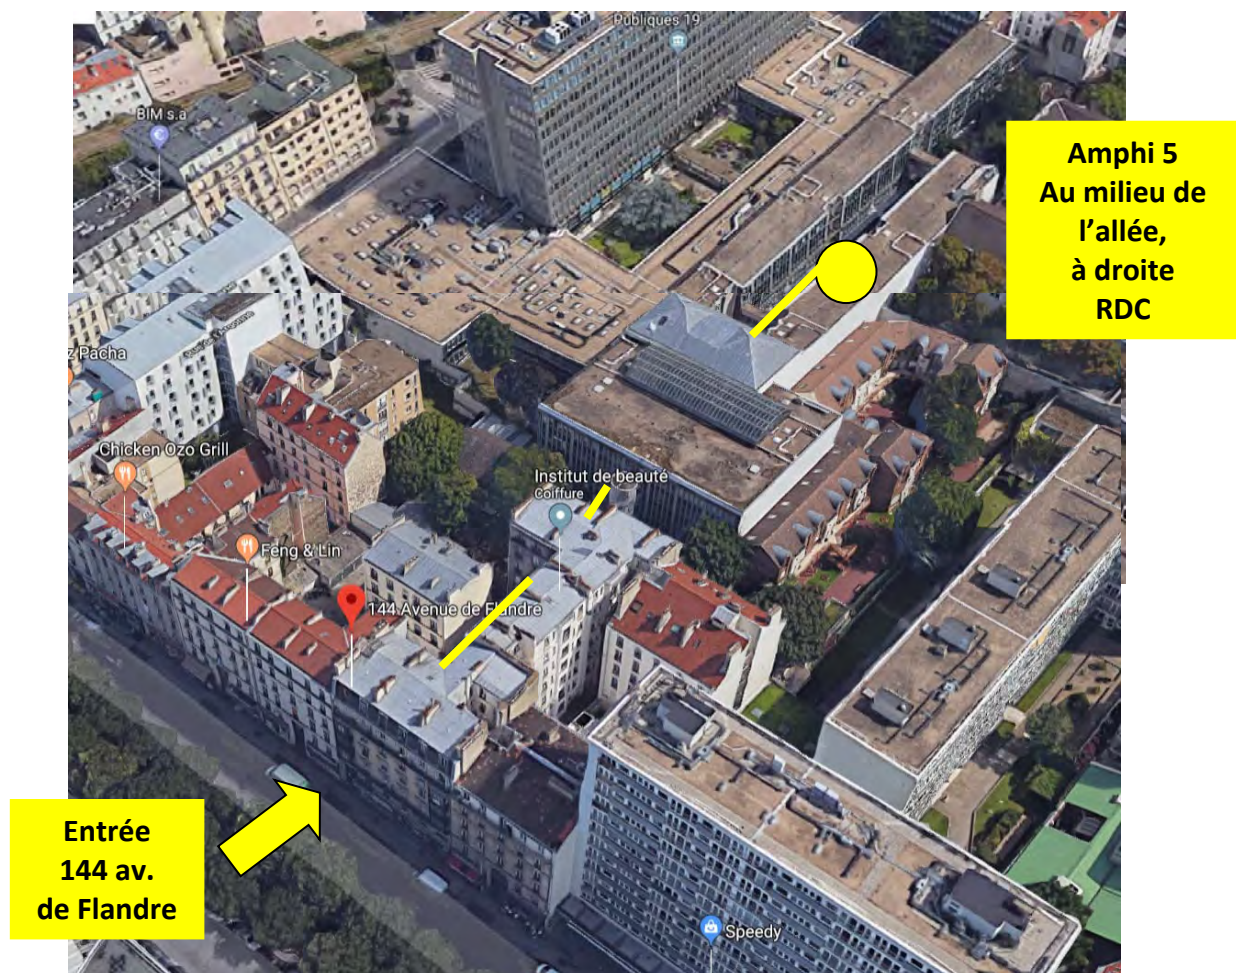 Publiques 19
BIM s.a
Amphi 5
Au milieu de
l'allée,
à droite
RDC
z Pacha
Chicken Ozo Grill
Institut de beauté
Coiffure
Feng & Lin
144 Avenue de Flandre
Entrée
144 av.
de Flandre
Speedy